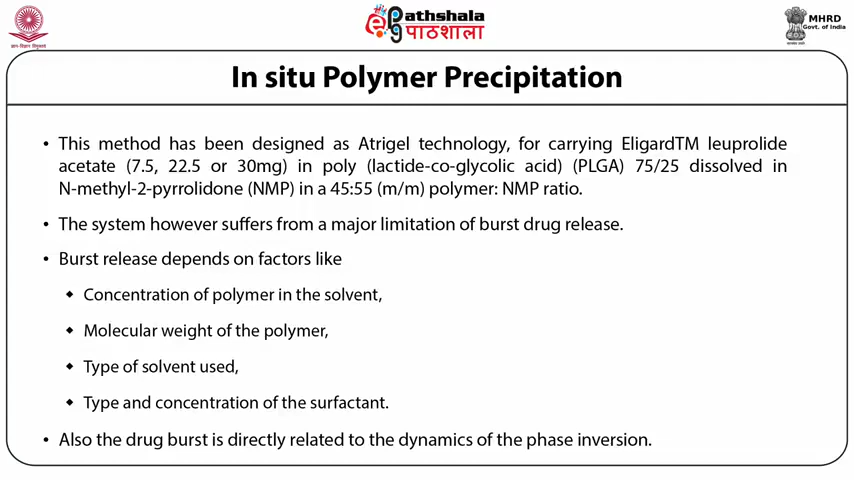 ePathshala
पाठशाला
MHRD
Govt. of India
In situ Polymer Precipitation
• This method has been designed as Atrigel technology, for carrying EligardTM leuprolide
acetate (7.5, 22.5 or 30mg) in poly (lactide-co-glycolic acid) (PLGA) 75/25 dissolved in
N-methyl-2-pyrrolidone (NMP) in a 45:55 (m/m) polymer: NMP ratio.
• The system however suffers from a major limitation of burst drug release.
• Burst release depends on factors like
◆ Concentration of polymer in the solvent,
◆ Molecular weight of the polymer,
◆ Type of solvent used,
◆ Type and concentration of the surfactant.
• Also the drug burst is directly related to the dynamics of the phase inversion.